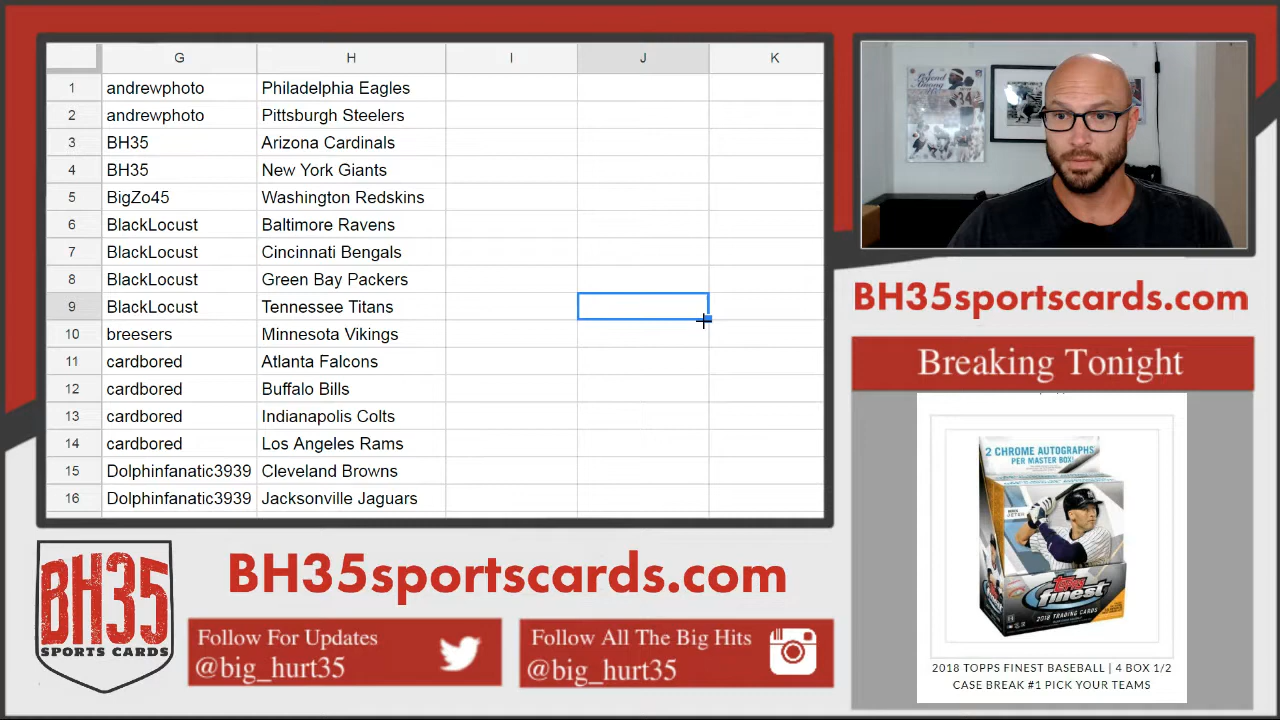 G H I J K
1 andrewphoto Philadelphia Eagles
2 andrewphoto Pittsburgh Steelers
3 BH35 Arizona Cardinals
4 BH35 New York Giants
5 BigZo45 Washington Redskins
6 BlackLocust Baltimore Ravens
7 BlackLocust Cincinnati Bengals
8 BlackLocust Green Bay Packers
9 BlackLocust Tennessee Titans
10 breesers Minnesota Vikings
11 cardbored Atlanta Falcons
12 cardbored Buffalo Bills
13 cardbored Indianapolis Colts
14 cardbored Los Angeles Rams
15 Dolphinfanatic3939 Cleveland Browns
16 Dolphinfanatic3939 Jacksonville Jaguars
34
BH35sportscards.com
Breaking Tonight
2 CHROME AUTOGRAPHS
PER MASTER BOX!
Topps
finest
2018 TRADING CARDS
2018 TOPPS FINEST BASEBALL | 4 BOX 1/2
CASE BREAK #1 PICK YOUR TEAMS
BH35
SPORTS CARDS
BH35sportscards.com
Follow For Updates
@big_hurt35
Follow All The Big Hits
@big_hurt35